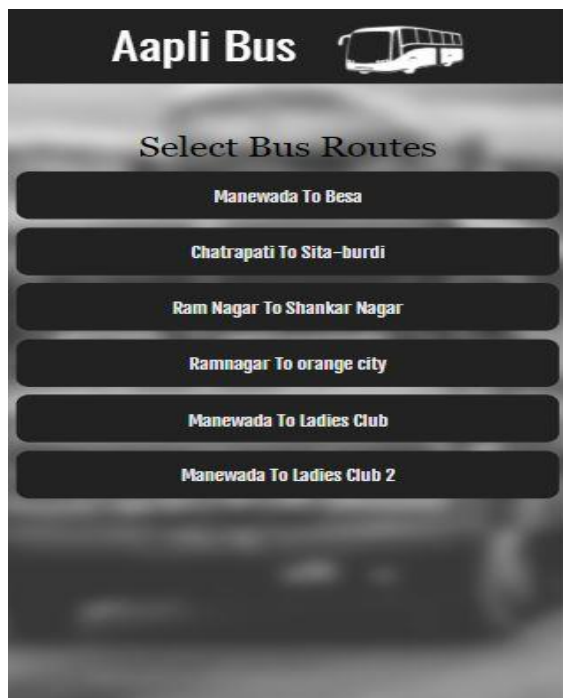 Aapli Bus
Select Bus Routes
Manewada To Besa
Chatrapati To Sita-burdi
Ram Nagar To Shankar Nagar
Ramnagar To orange city
Manewada To Ladies Club
Manewada To Ladies Club 2